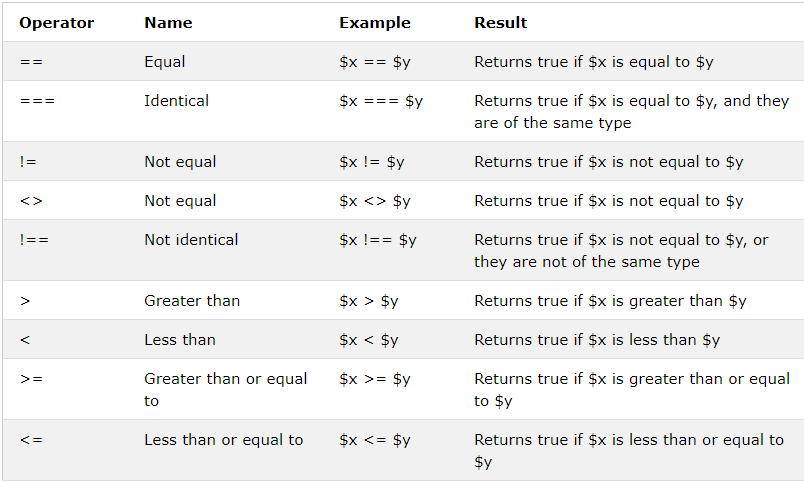 Operator Name Example Result
== Equal $x == $y Returns true if $x is equal to $y
=== Identical $x === $y Returns true if $x is equal to $y, and they
are of the same type
!= Not equal $x != $y Returns true if $x is not equal to $y
<> Not equal $x <> $y Returns true if $x is not equal to $y
!== Not identical $x !== $y Returns true if $x is not equal to $y, or
they are not of the same type
> Greater than $x > $y Returns true if $x is greater than $y
< Less than $x < $y Returns true if $x is less than $y
>= Greater than or equal $x >= $y Returns true if $x is greater than or equal
to to $y
<= Less than or equal to $x <= $y Returns true if $x is less than or equal to
$y